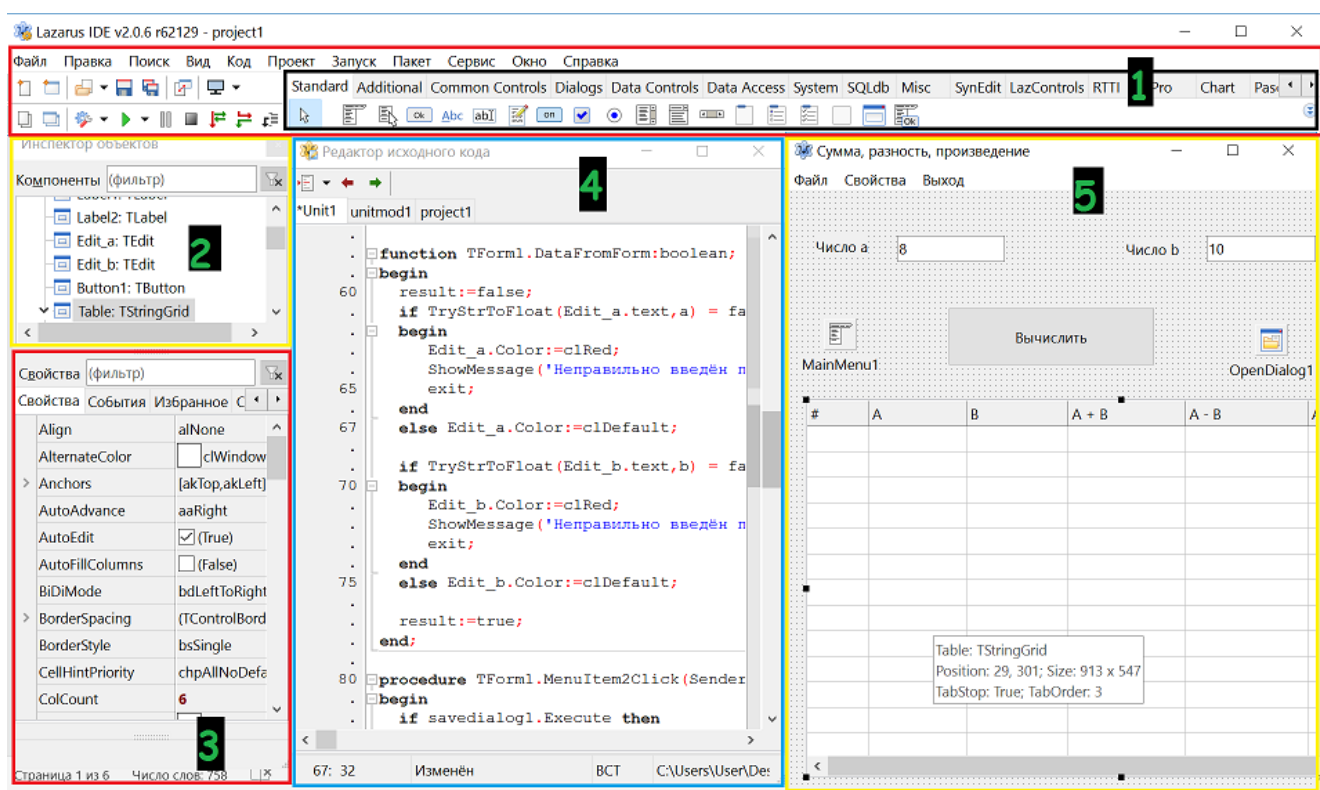 Lazarus IDE v2.0.6 r62129 - project1
Файл Правка Поиск Вид Код Проект Запуск Пакет Сервис Окно Справка
Standard Additional Common Controls Dialogs Data Controls Data Access System SQLdb Misc SynEdit LazControls RTTI Pro Chart
1
Ok Abc abI on Ok
Инспектор объектов
Компоненты (фильтр)
Label2: TLabel
Edit_a: TEdit
Edit_b: TEdit
Button1: TButton
Table: TStringGrid
2
Свойства (фильтр)
Свойства События Избранное С
Align alNone
AlternateColor clWindow
Anchors [akTop,akLeft]
AutoAdvance aaRight
AutoEdit (True)
AutoFillColumns (False)
BiDiMode bdLeftToRight
BorderSpacing (TControlBord
BorderStyle bsSingle
CellHintPriority chpAllNoDefa
ColCount 6
3
Страница 1 из 6 Число слов: 758
Редактор исходного кода
4
*Unit1 unitmod1 project1
function TForm1.DataFromForm:boolean;
begin
60 result:=false;
if TryStrToFloat(Edit_a.text,a) = fa
begin
Edit_a.Color:=clRed;
ShowMessage('Неправильно введён п
65 exit;
end
67 else Edit_a.Color:=clDefault;
if TryStrToFloat(Edit_b.text,b) = fa
70 begin
Edit_b.Color:=clRed;
ShowMessage('Неправильно введён п
exit;
end
75 else Edit_b.Color:=clDefault;
result:=true;
end;
80 procedure TForm1.MenuItem2Click(Sender
begin
if savedialog1.Execute then
67: 32 Изменён ВСТ C:\Users\User\De
Сумма, разность, произведение
Файл Свойства Выход
5
Число a 8 Число b 10
Вычислить
MainMenu1
OpenDialog1
# A B A + B A - B
Table: TStringGrid
Position: 29, 301; Size: 913 x 547
TabStop: True; TabOrder: 3